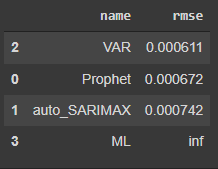 name rmse
2 VAR 0.000611
0 Prophet 0.000672
1 auto_SARIMAX 0.000742
3 ML inf